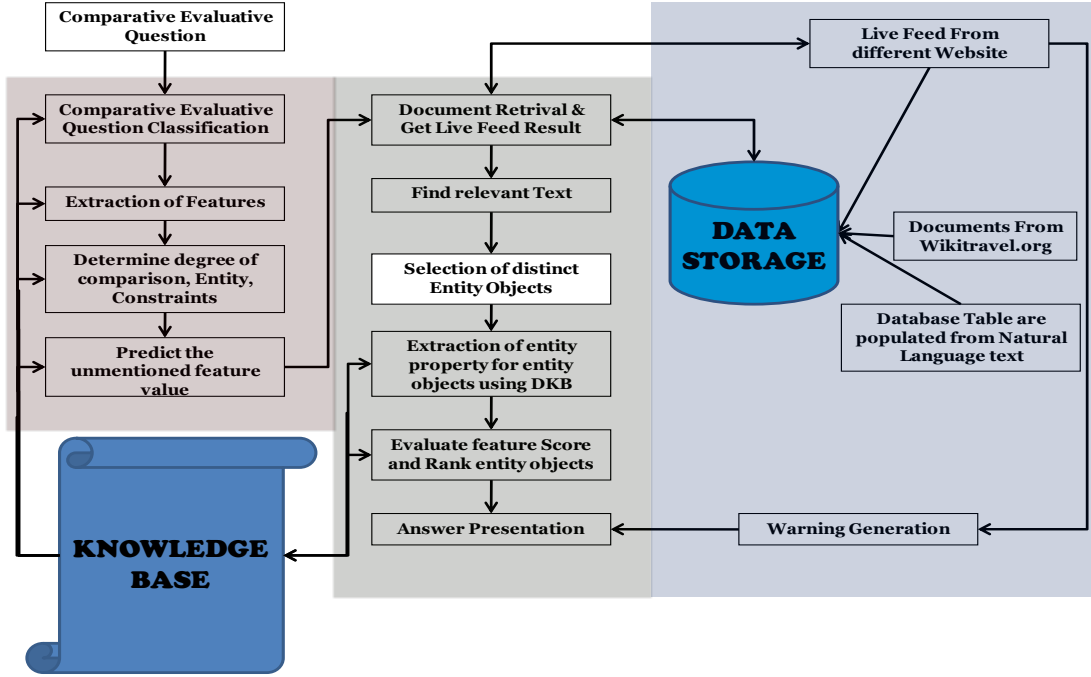 Comparative Evaluative
Question
Comparative Evaluative
Question Classification
Extraction of Features
Determine degree of
comparison, Entity,
Constraints
Predict the
unmentioned feature
value
KNOWLEDGE
BASE
Document Retrival &
Get Live Feed Result
Find relevant Text
Selection of distinct
Entity Objects
Extraction of entity
property for entity
objects using DKB
Evaluate feature Score
and Rank entity objects
Answer Presentation
Live Feed From
different Website
DATA
STORAGE
Documents From
Wikitravel.org
Database Table are
populated from Natural
Language text
Warning Generation